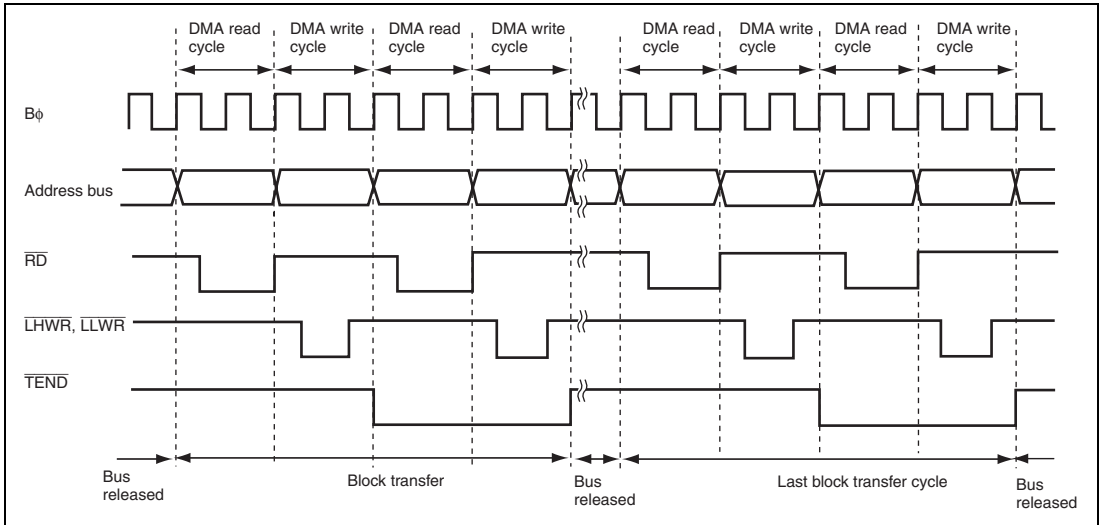 DMA read cycle
DMA write cycle
DMA read cycle
DMA write cycle
DMA read cycle
DMA write cycle
DMA read cycle
DMA write cycle
Bϕ
Address bus
RD
LHWR, LLWR
TEND
Bus released
Block transfer
Bus released
Last block transfer cycle
Bus released